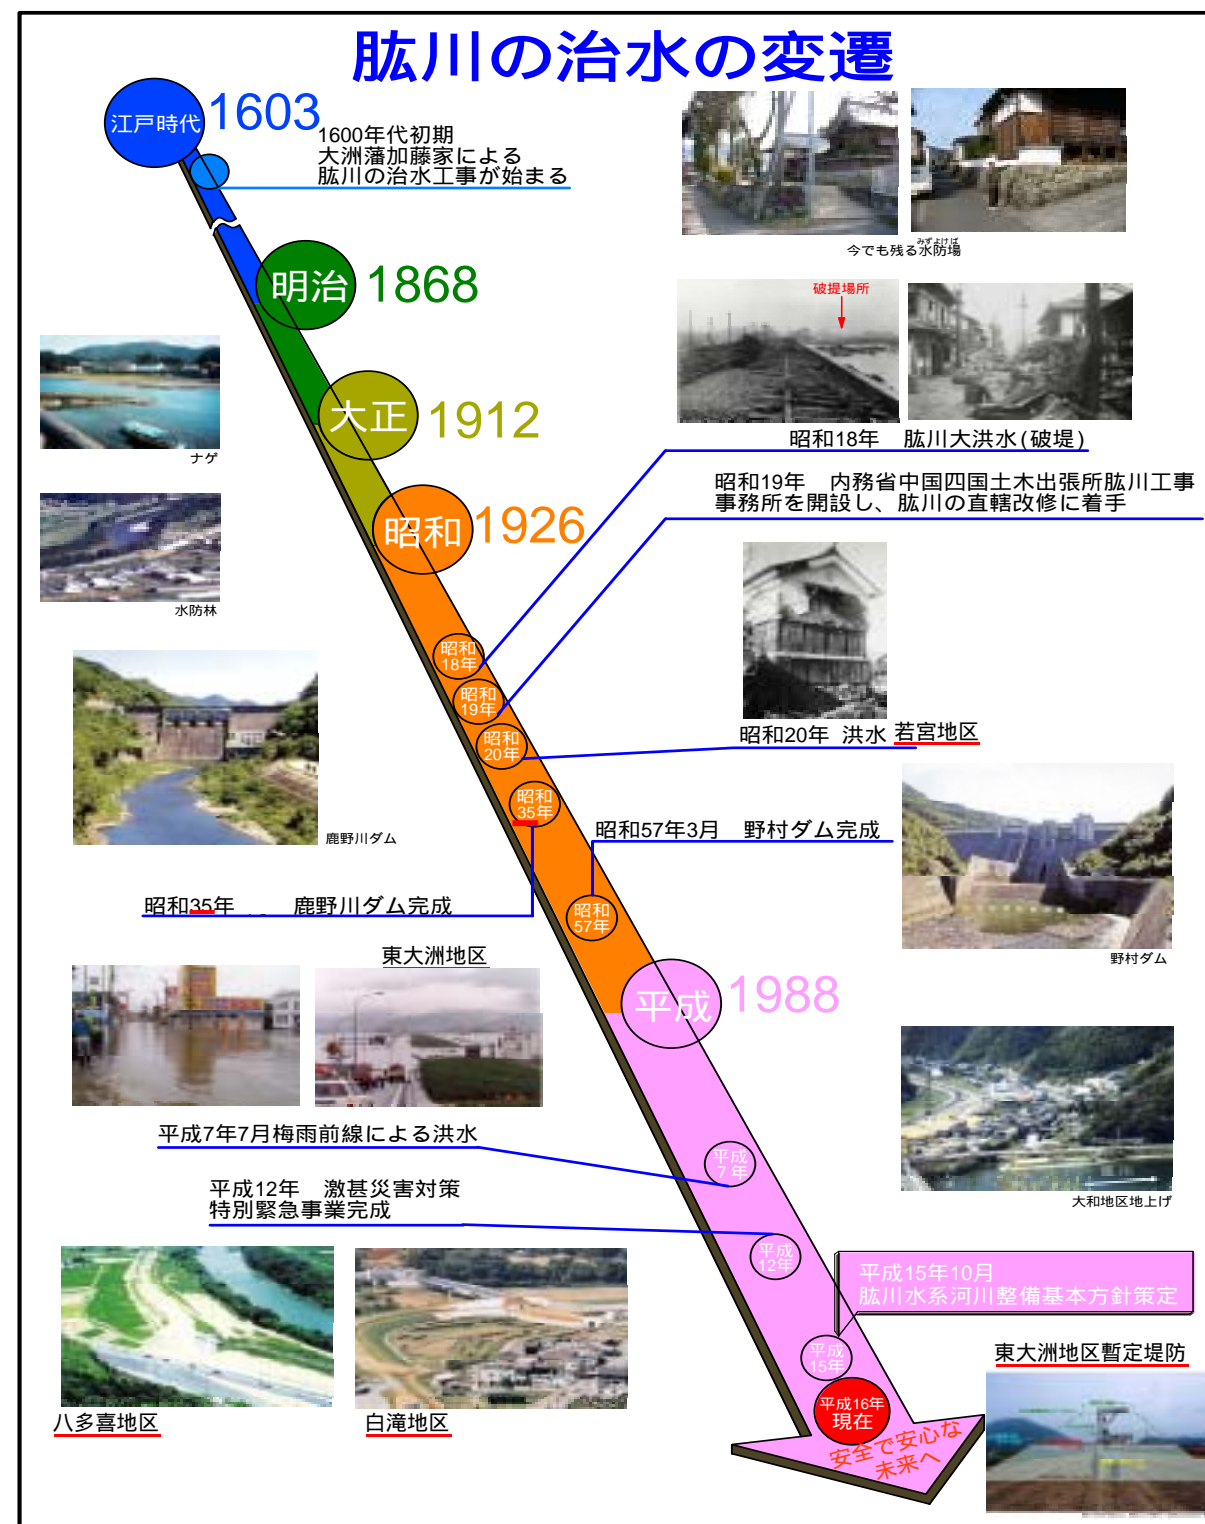 肱川の治水の変遷
江戸時代
1603
1600年代初期
大洲藩加藤家による
肱川の治水工事が始まる
みずよけば
今でも残る水防場
明治
1868
破提場所
ナゲ
大正
1912
昭和18年 肱川大洪水(破堤)
昭和19年 内務省中国四国土木出張所肱川工事
事務所を開設し、肱川の直轄改修に着手
昭和
1926
水防林
昭和
18年
昭和
19年
昭和
20年
昭和20年 洪水 若宮地区
昭和
35年
鹿野川ダム
昭和57年3月 野村ダム完成
昭和35年 鹿野川ダム完成
昭和
57年
野村ダム
東大洲地区
平成
1988
平成7年7月梅雨前線による洪水
平成
7年
大和地区地上げ
平成12年 激甚災害対策
特別緊急事業完成
平成
12年
平成15年10月
肱川水系河川整備基本方針策定
八多喜地区
白滝地区
平成
15年
平成16年
現在
東大洲地区暫定堤防
安全で安心な
未来へ